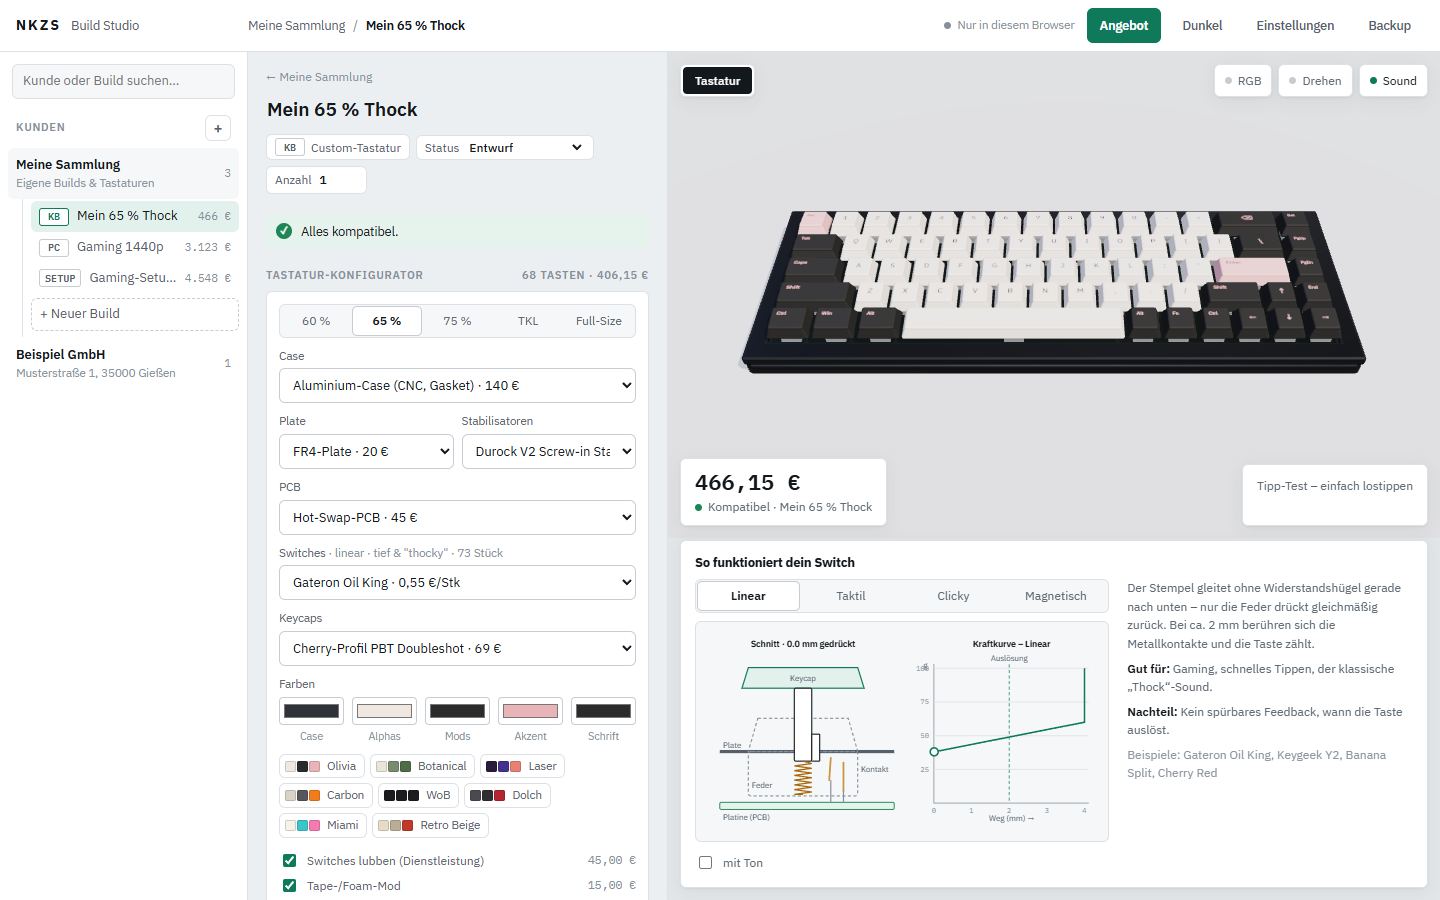 NKZS Build Studio
Meine Sammlung / Mein 65 % Thock
Nur in diesem Browser
Angebot
Dunkel
Einstellungen
Backup
Kunde oder Build suchen...
KUNDEN
+
Meine Sammlung
Eigene Builds & Tastaturen
3
KB Mein 65 % Thock 466 €
PC Gaming 1440p 3.123 €
SETUP Gaming-Setu... 4.548 €
+ Neuer Build
Beispiel GmbH
Musterstraße 1, 35000 Gießen
1
← Meine Sammlung
Mein 65 % Thock
KB Custom-Tastatur
Status Entwurf
Anzahl 1
Alles kompatibel.
TASTATUR-KONFIGURATOR
68 TASTEN · 406,15 €
60 %
65 %
75 %
TKL
Full-Size
Case
Aluminium-Case (CNC, Gasket) · 140 €
Plate
Stabilisatoren
FR4-Plate · 20 €
Durock V2 Screw-in Sta
PCB
Hot-Swap-PCB · 45 €
Switches · linear · tief & "thocky" · 73 Stück
Gateron Oil King · 0,55 €/Stk
Keycaps
Cherry-Profil PBT Doubleshot · 69 €
Farben
Case
Alphas
Mods
Akzent
Schrift
Olivia
Botanical
Laser
Carbon
WoB
Dolch
Miami
Retro Beige
Switches lubben (Dienstleistung) 45,00 €
Tape-/Foam-Mod 15,00 €
Tastatur
RGB
Drehen
Sound
466,15 €
Kompatibel · Mein 65 % Thock
Tipp-Test – einfach lostippen
So funktioniert dein Switch
Linear
Taktil
Clicky
Magnetisch
Schnitt · 0.0 mm gedrückt
Keycap
Plate
Kontakt
Feder
Platine (PCB)
Kraftkurve – Linear
Auslösung
g
100
75
50
25
0 1 2 3 4
Weg (mm) →
Der Stempel gleitet ohne Widerstandshügel gerade
nach unten – nur die Feder drückt gleichmäßig
zurück. Bei ca. 2 mm berühren sich die
Metallkontakte und die Taste zählt.
Gut für: Gaming, schnelles Tippen, der klassische
„Thock“-Sound.
Nachteil: Kein spürbares Feedback, wann die Taste
auslöst.
Beispiele: Gateron Oil King, Keygeek Y2, Banana
Split, Cherry Red
mit Ton